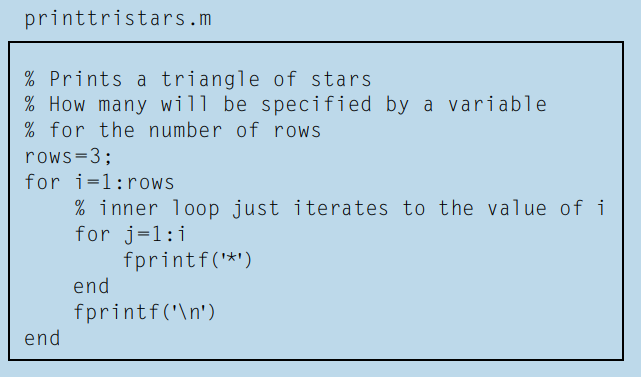 printtristars.m
% Prints a triangle of stars
% How many will be specified by a variable
% for the number of rows
rows=3;
for i=1:rows
    % inner loop just iterates to the value of i
    for j=1:i
        fprintf('*')
    end
    fprintf('\n')
end